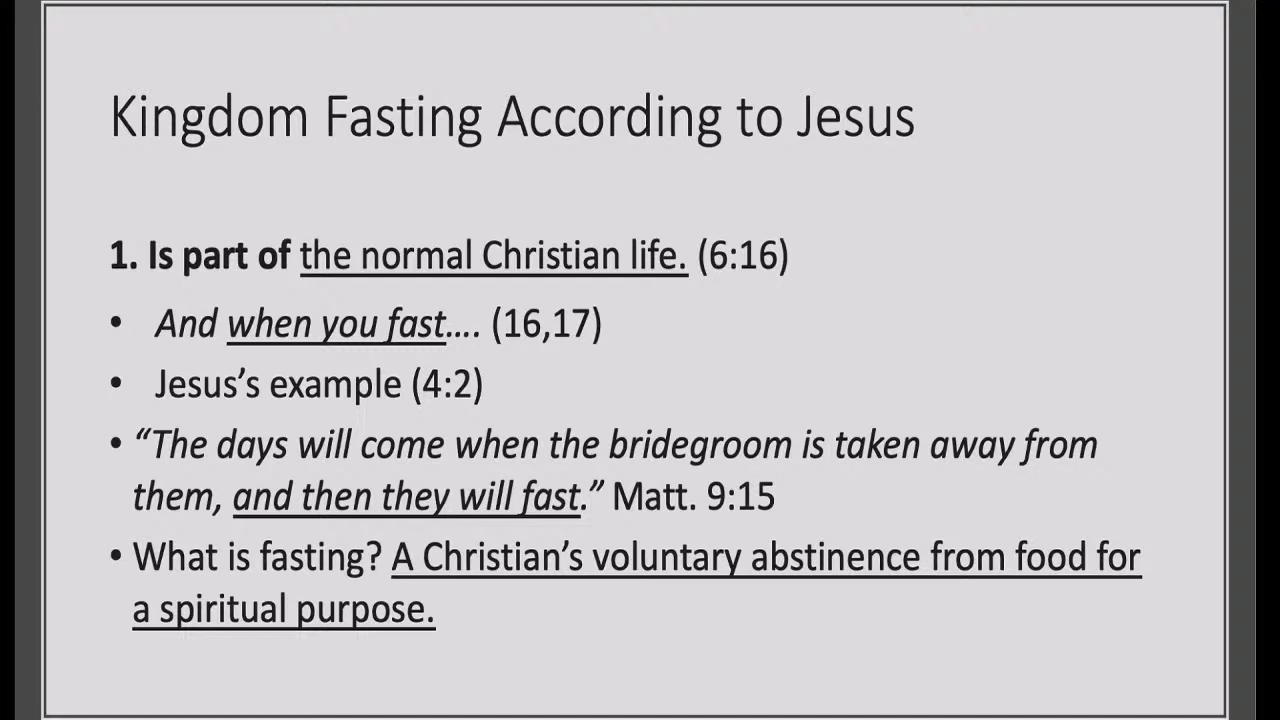 Kingdom Fasting According to Jesus
1. Is part of the normal Christian life. (6:16)
• And when you fast…. (16,17)
• Jesus’s example (4:2)
• “The days will come when the bridegroom is taken away from
them, and then they will fast.” Matt. 9:15
• What is fasting? A Christian’s voluntary abstinence from food for
a spiritual purpose.